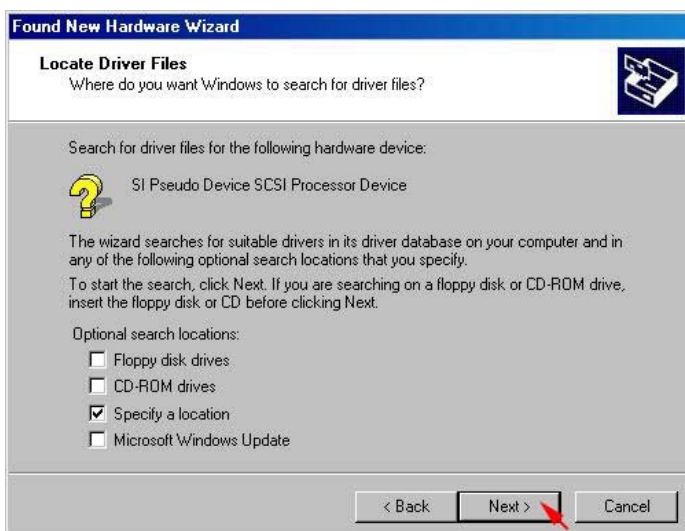 Found New Hardware Wizard
Locate Driver Files
Where do you want Windows to search for driver files?
Search for driver files for the following hardware device:
SI Pseudo Device SCSI Processor Device
The wizard searches for suitable drivers in its driver database on your computer and in
any of the following optional search locations that you specify.
To start the search, click Next. If you are searching on a floppy disk or CD-ROM drive,
insert the floppy disk or CD before clicking Next.
Optional search locations:
Floppy disk drives
CD-ROM drives
Specify a location
Microsoft Windows Update
< Back
Next >
Cancel